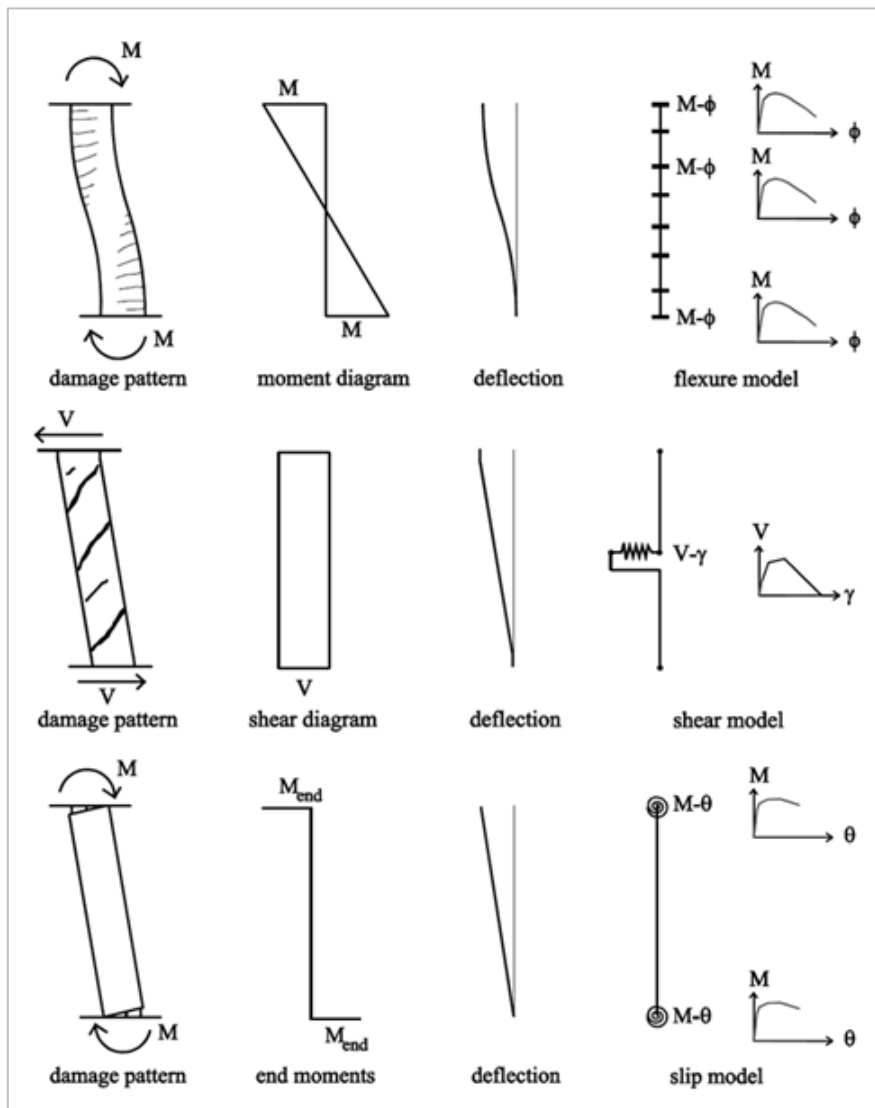 M
M
M
M
M-ϕ
M
ϕ
M-ϕ
M
ϕ
M-ϕ
M
ϕ
damage pattern
moment diagram
deflection
flexure model
V
V
V
V-γ
V
γ
damage pattern
shear diagram
deflection
shear model
M
M
M_end
M_end
M-θ
M
θ
M-θ
M
θ
damage pattern
end moments
deflection
slip model